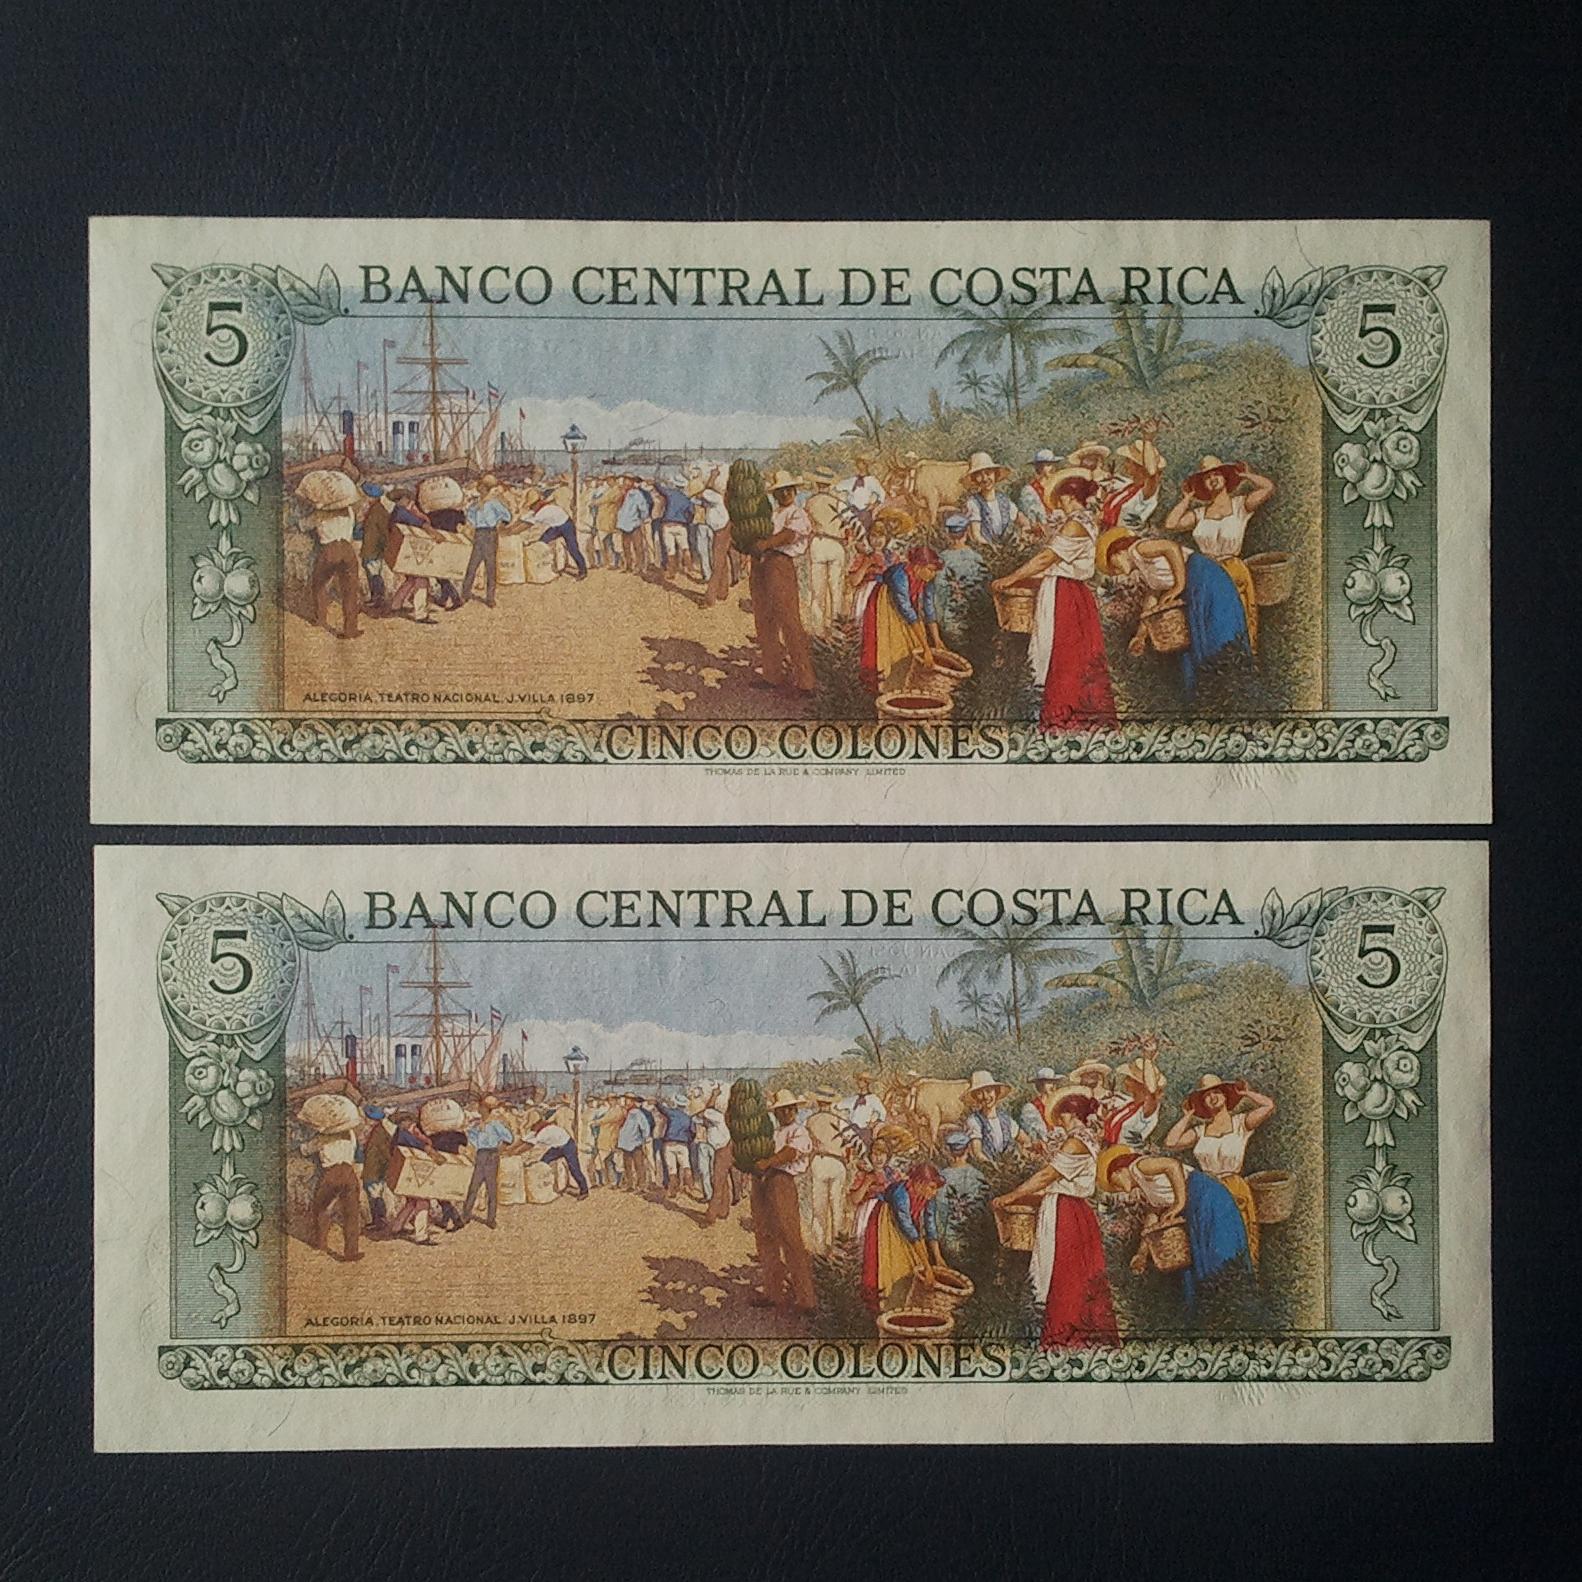 BANCO CENTRAL DE COSTA RICA
5 5
ALEGORIA, TEATRO NACIONAL. J. VILLA 1897
CINCO COLONES
THOMAS DE LA RUE & COMPANY LIMITED
BANCO CENTRAL DE COSTA RICA
5 5
ALEGORIA, TEATRO NACIONAL. J. VILLA 1897
CINCO COLONES
THOMAS DE LA RUE & COMPANY LIMITED